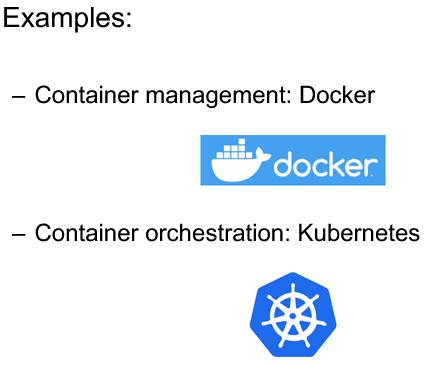 Examples:
– Container management: Docker
docker
– Container orchestration: Kubernetes